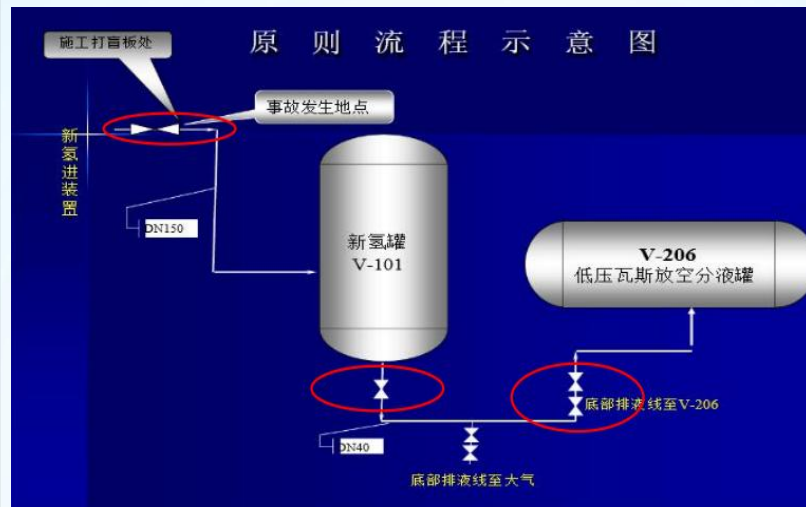 原则流程示意图
施工打盲板处
事故发生地点
新氢进装置
DN150
新氢罐
V-101
V-206
低压瓦斯放空分液罐
底部排液线至V-206
DN40
底部排液线至大气